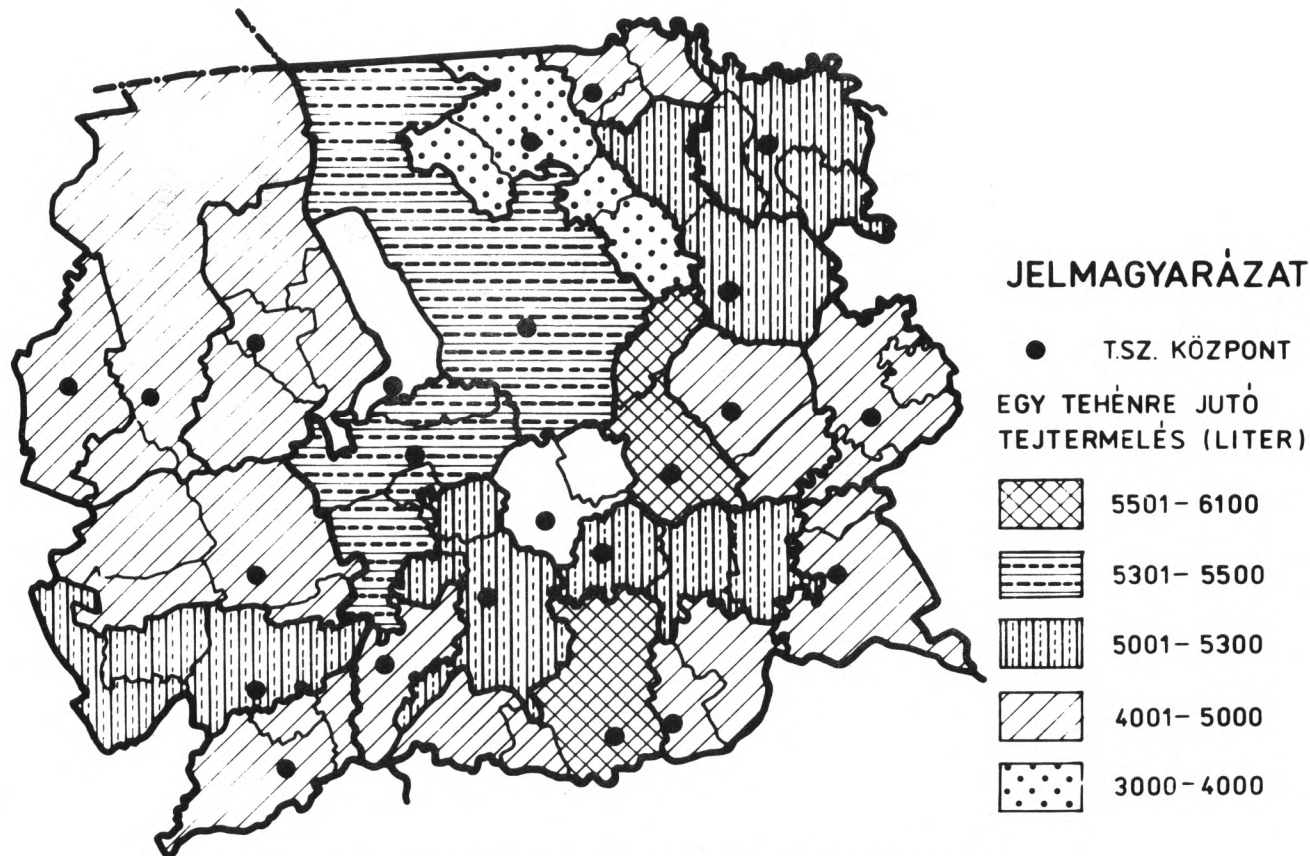 JELMAGYARÁZAT
T.SZ. KÖZPONT
EGY TEHÉNRE JUTÓ
TEJTERMELÉS (LITER)
5501-6100
5301-5500
5001-5300
4001-5000
3000-4000